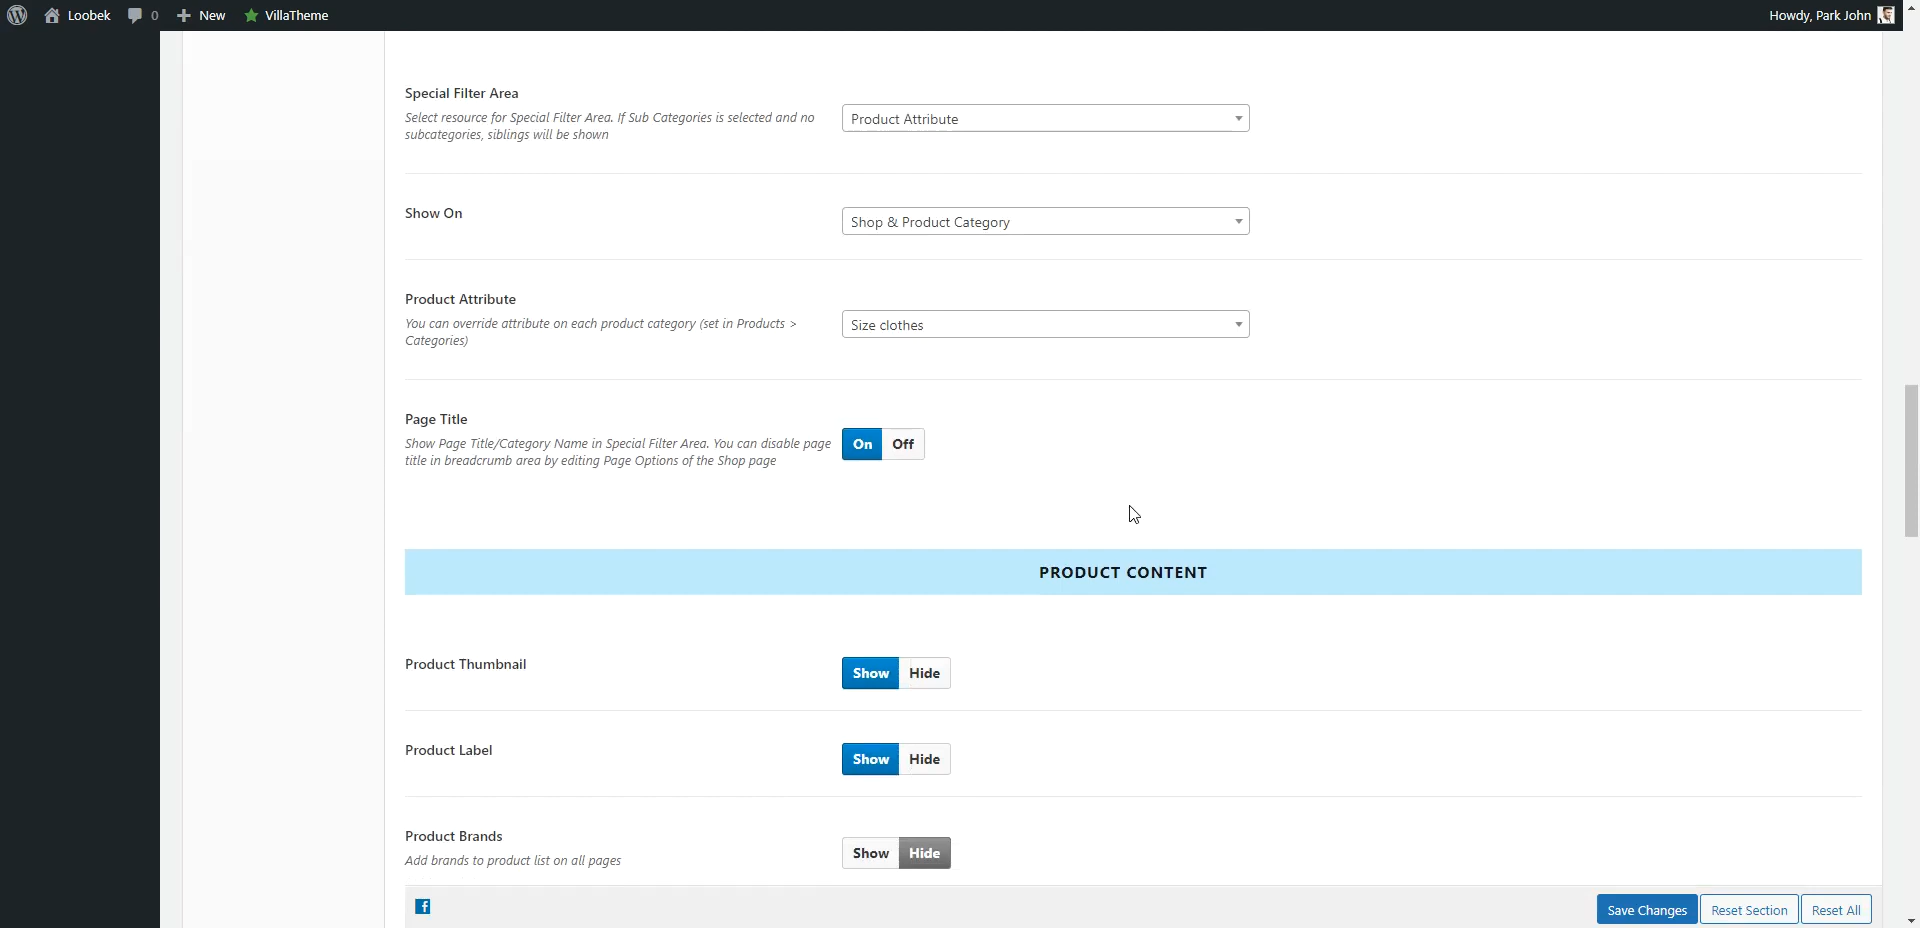 Loobek 0 New VillaTheme Howdy, Park John
Special Filter Area
Select resource for Special Filter Area. If Sub Categories is selected and no
subcategories, siblings will be shown
Product Attribute
Show On
Shop & Product Category
Product Attribute
You can override attribute on each product category (set in Products >
Categories)
Size clothes
Page Title
Show Page Title/Category Name in Special Filter Area. You can disable page
title in breadcrumb area by editing Page Options of the Shop page
On Off
PRODUCT CONTENT
Product Thumbnail
Show Hide
Product Label
Show Hide
Product Brands
Add brands to product list on all pages
Show Hide
Save Changes Reset Section Reset All